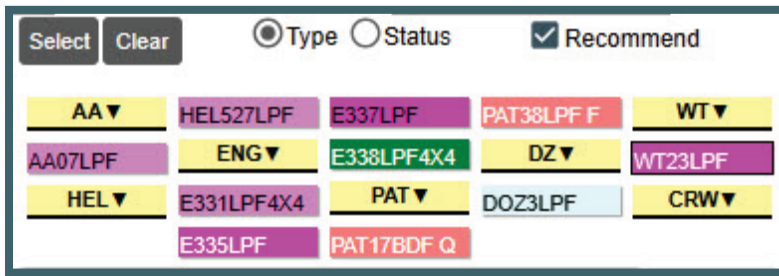 Select Clear Type Status Recommend
AA▼ HEL527LPF E337LPF PAT38LPF F WT▼
AA07LPF ENG▼ E338LPF4X4 DZ▼ WT23LPF
HEL▼ E331LPF4X4 PAT▼ DOZ3LPF CRW▼
E335LPF PAT17BDF Q